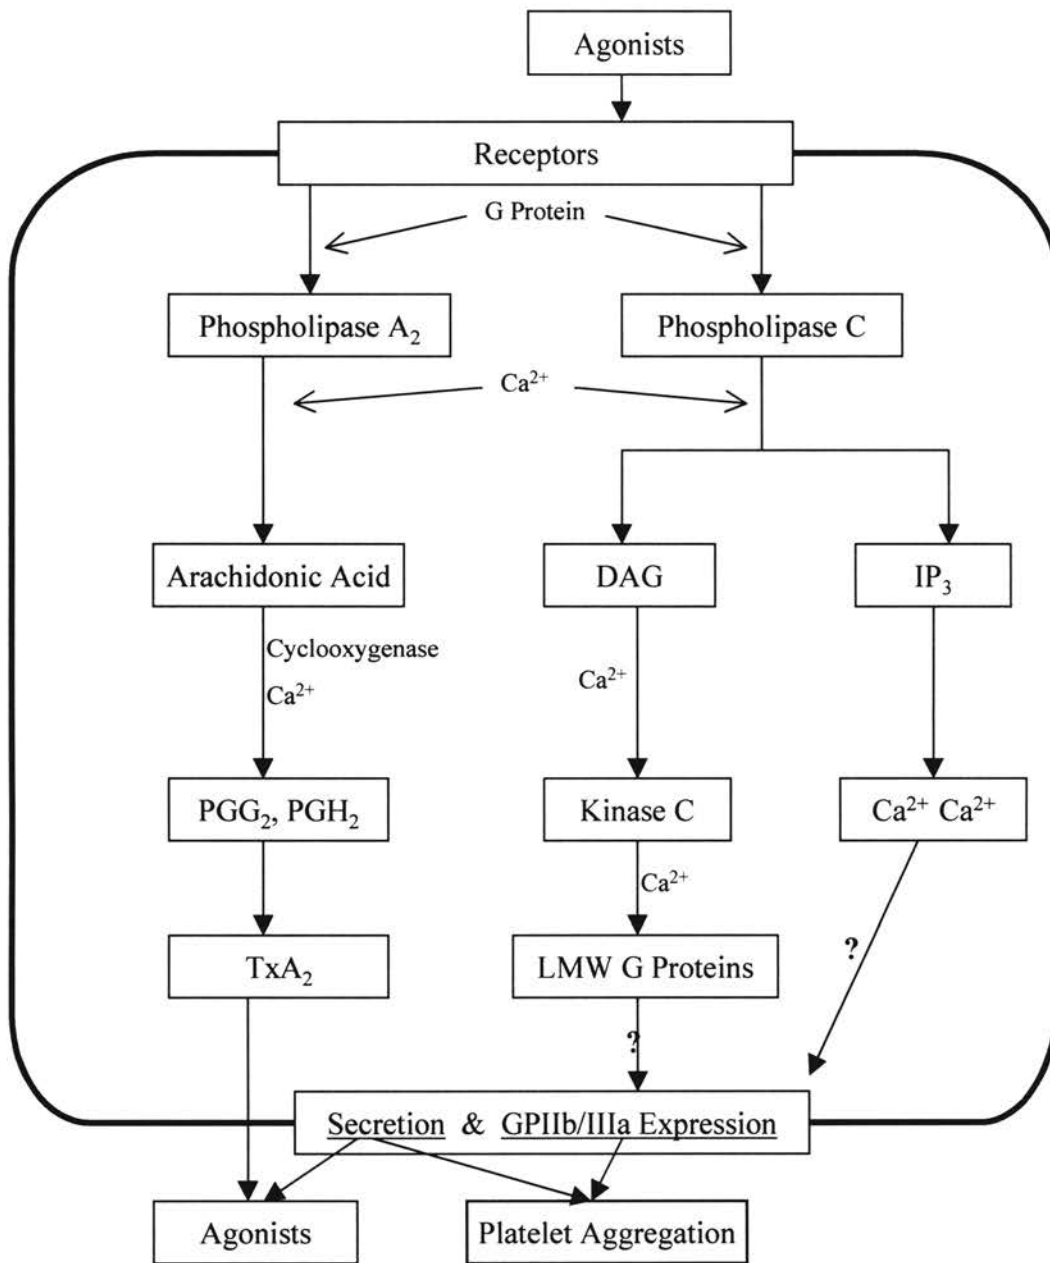 Agonists
Receptors
G Protein
Phospholipase A₂
Phospholipase C
Ca²⁺
Arachidonic Acid
DAG
IP₃
Cyclooxygenase
Ca²⁺
Ca²⁺
PGG₂, PGH₂
Kinase C
Ca²⁺ Ca²⁺
Ca²⁺
TxA₂
LMW G Proteins
?
?
Secretion & GPIIb/IIIa Expression
Agonists
Platelet Aggregation